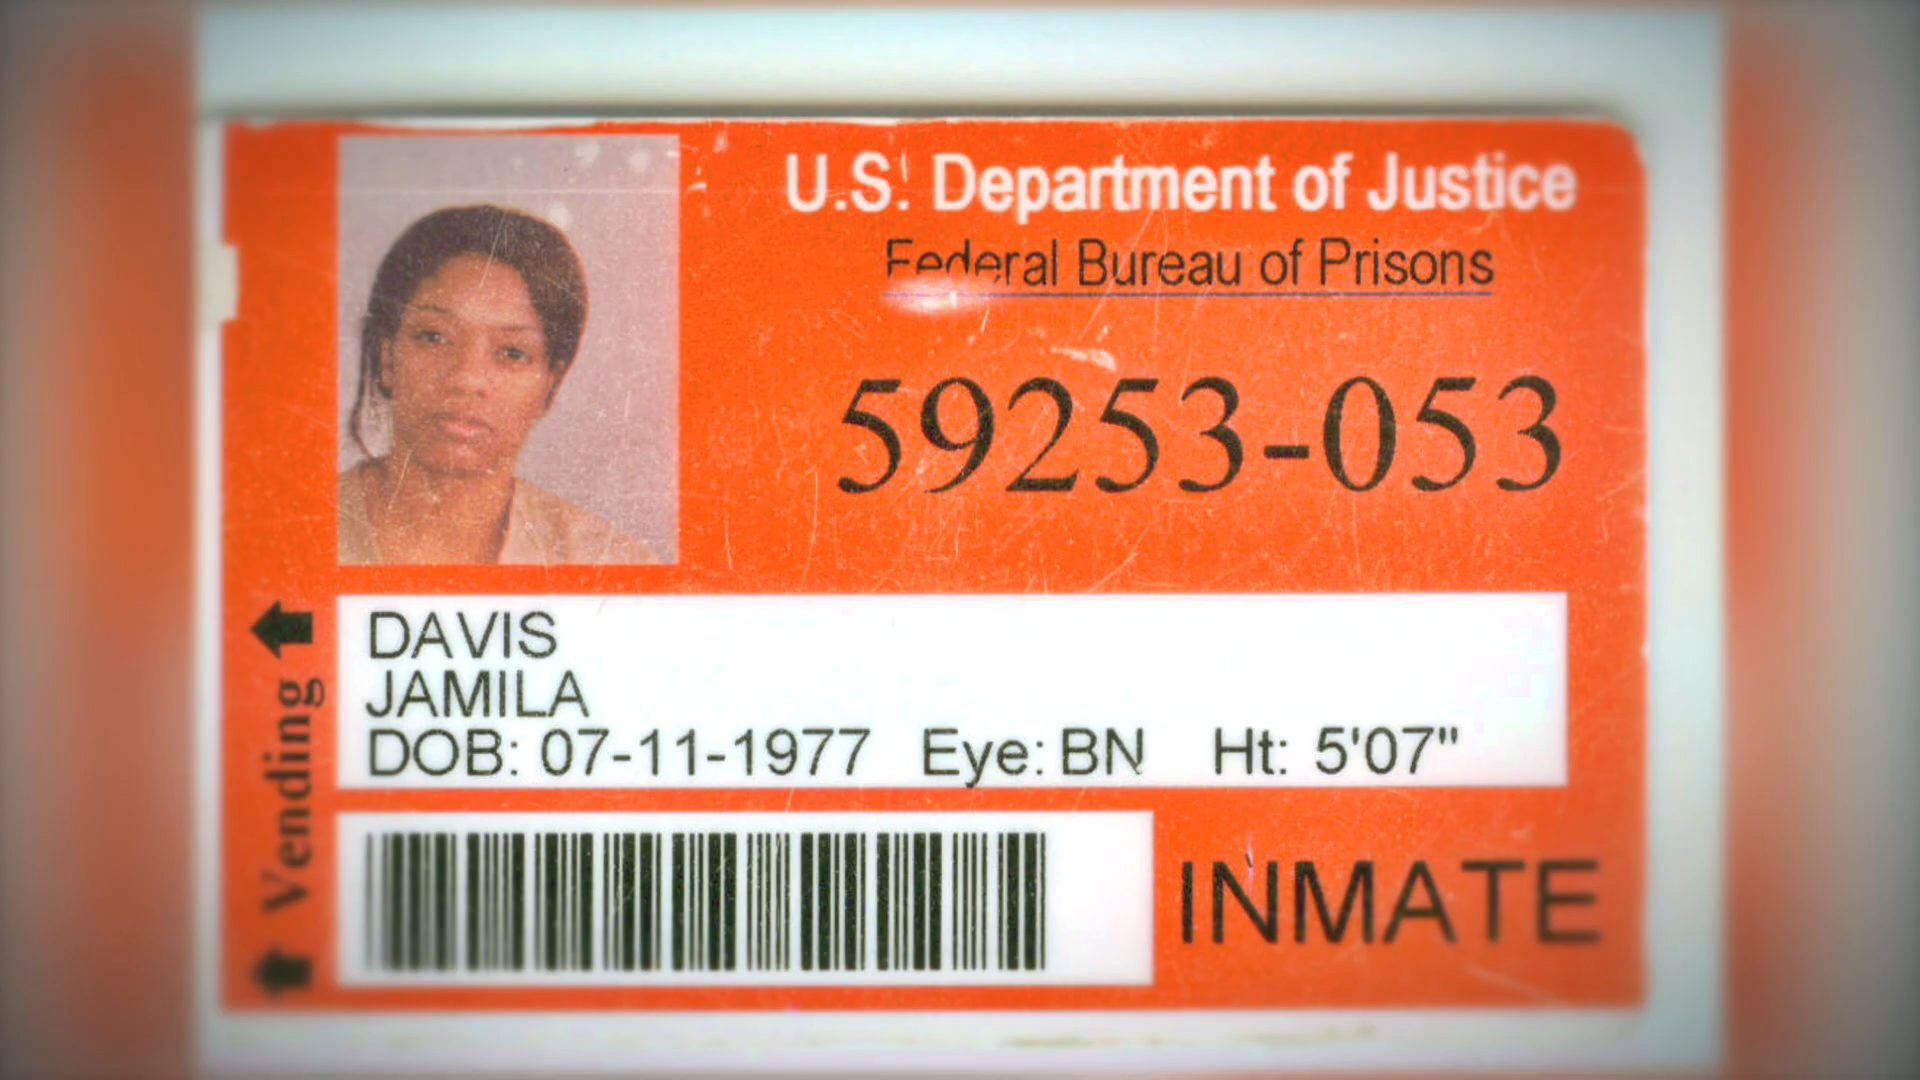 U.S. Department of Justice
Federal Bureau of Prisons
59253-053
DAVIS
JAMILA
DOB: 07-11-1977 Eye: BN Ht: 5'07"
INMATE
Vending